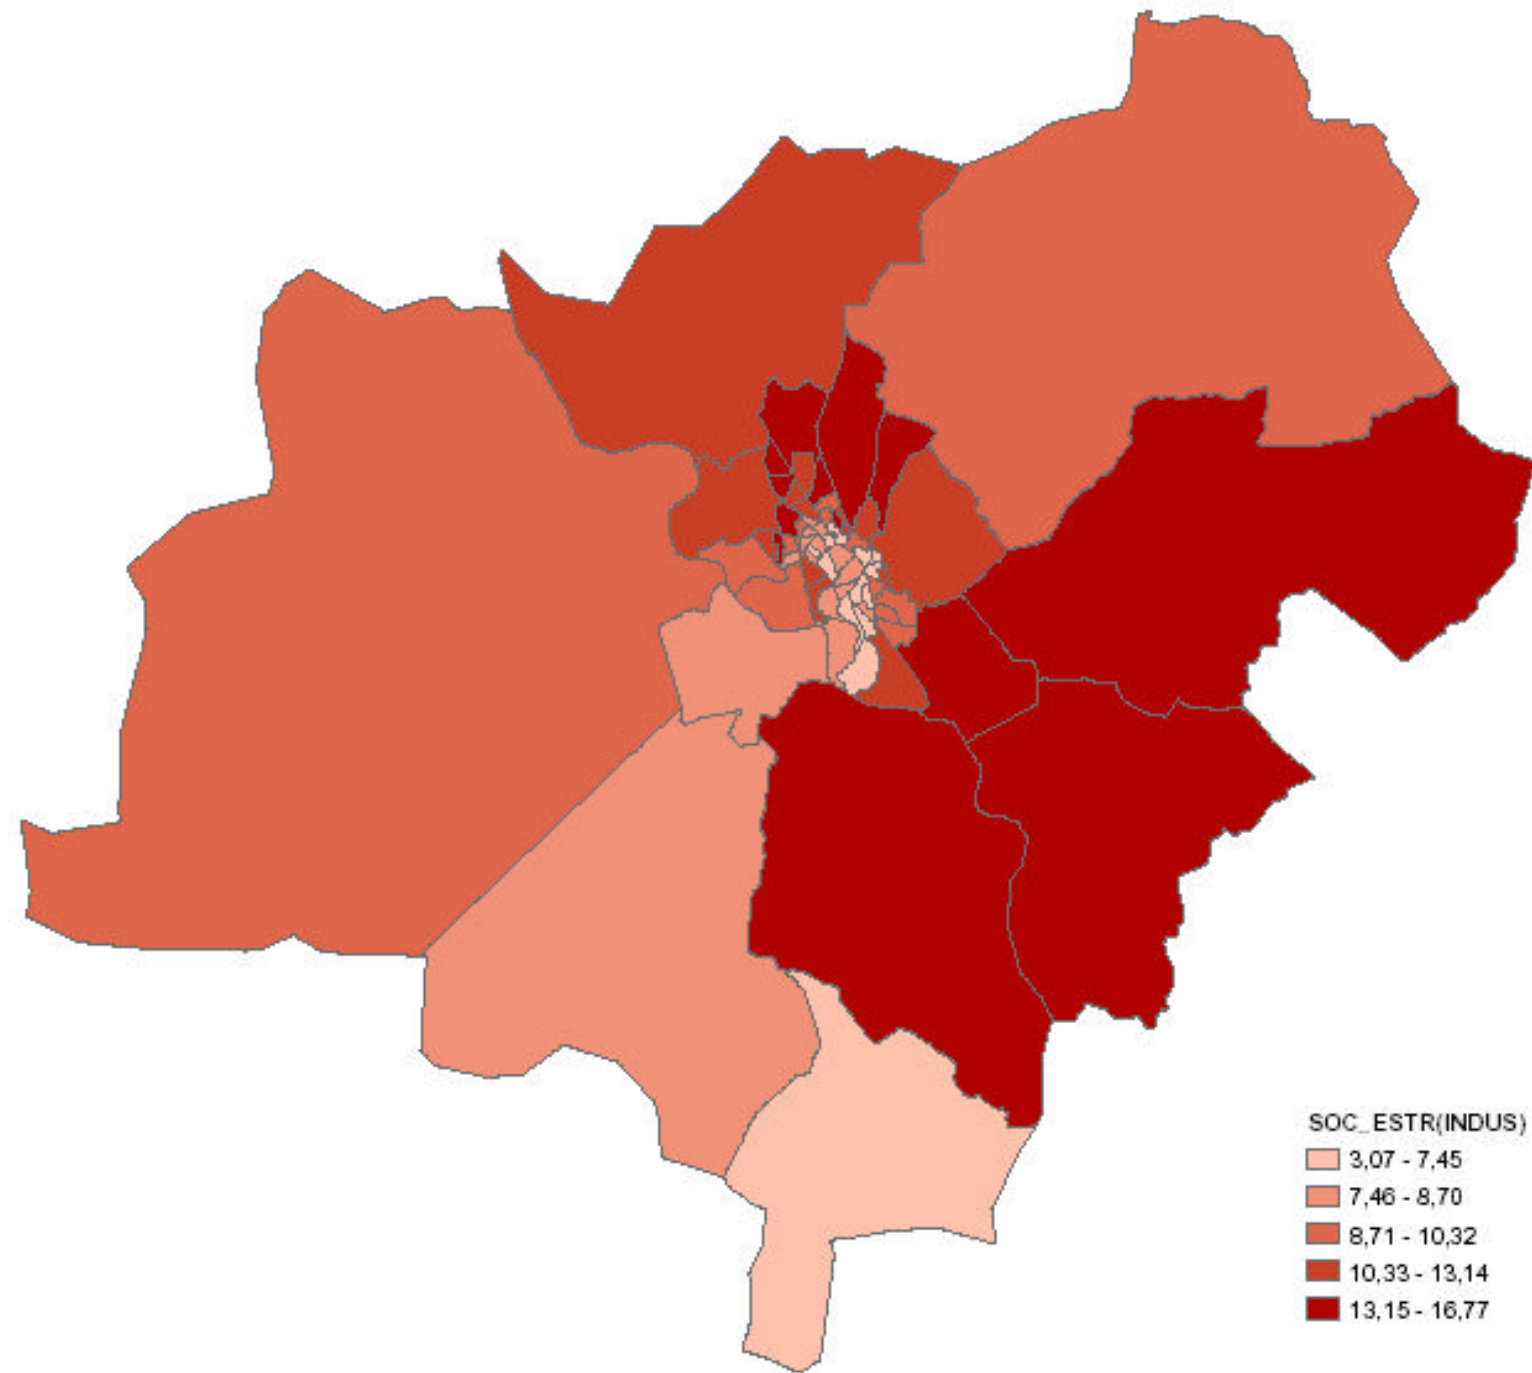 SOC_ESTR(INDUS)
3,07 - 7,45
7,46 - 8,70
8,71 - 10,32
10,33 - 13,14
13,15 - 16,77